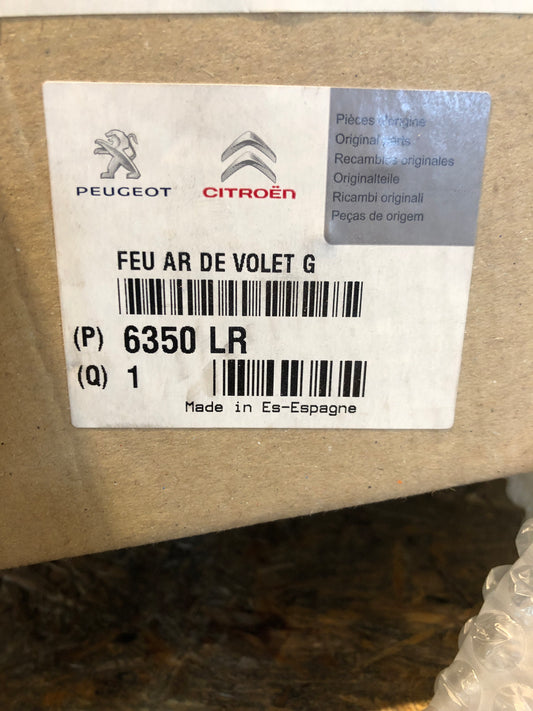 PEUGEOT
CITROËN
Pièces d'origine
Original parts
Recambios originales
Originalteile
Ricambi originali
Peças de origem
FEU AR DE VOLET G
(P) 6350 LR
(Q) 1
Made in Es-Espagne